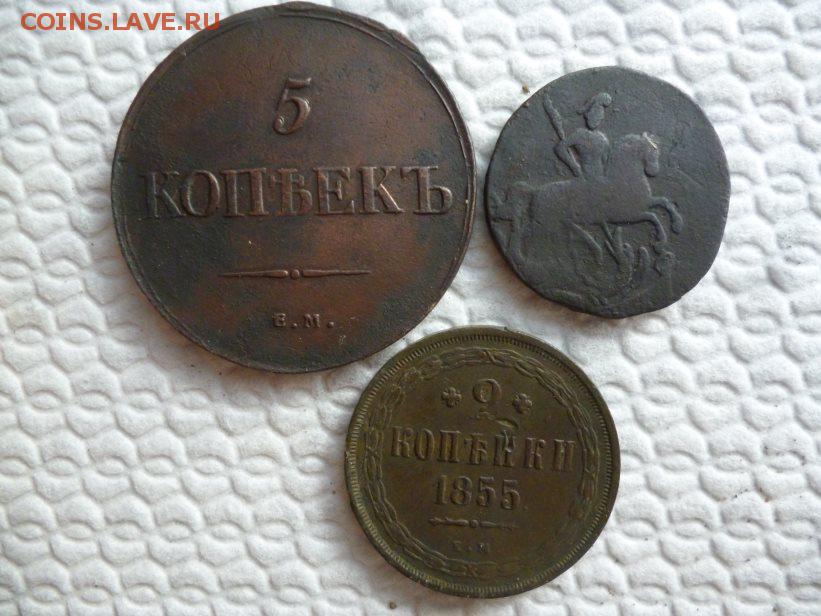 COINS.LAVE.RU
5
КОПѢЕКЪ
Е.М.
2
КОПѢЙКИ
1855
Е.М